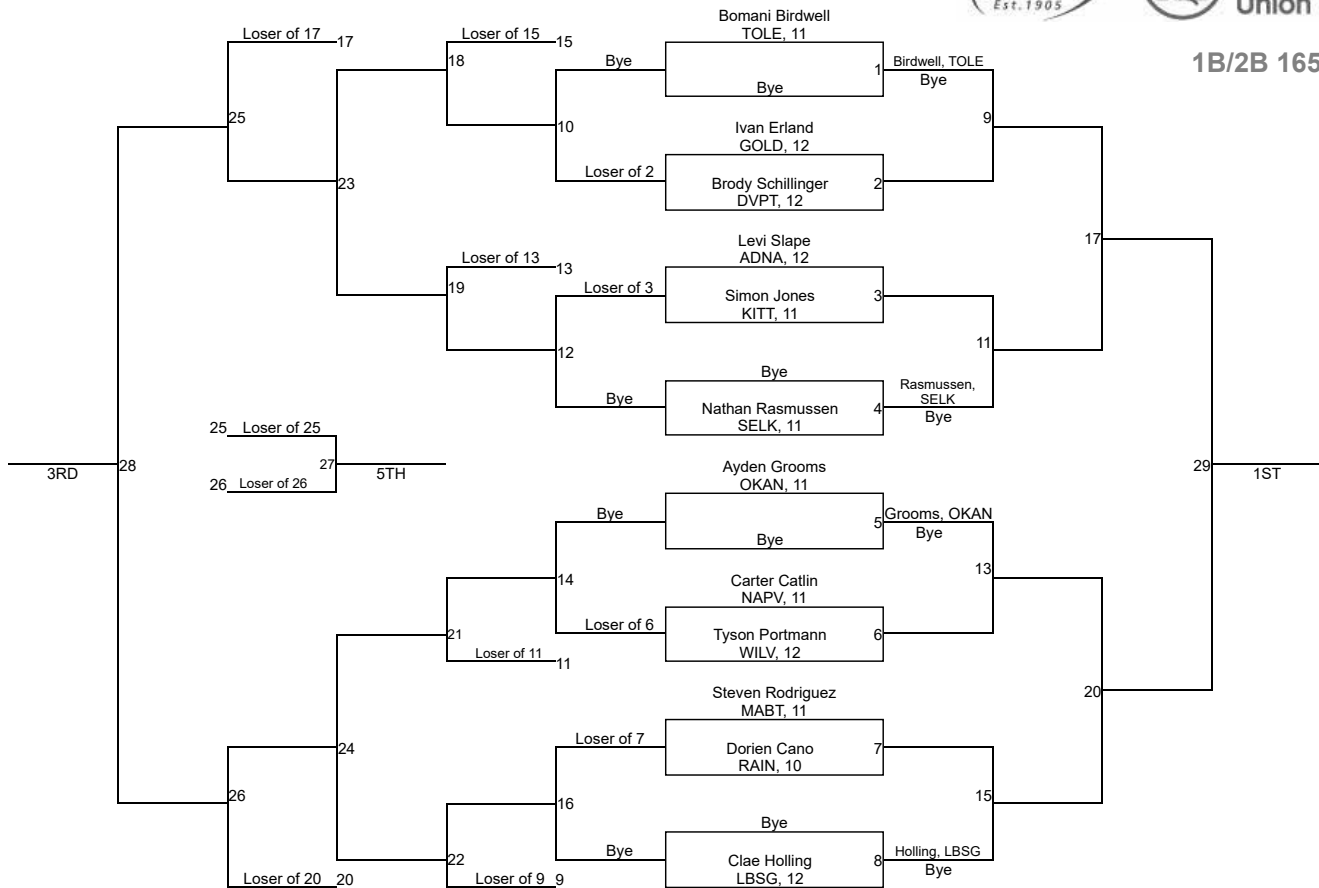 Est. 1905
Union
1B/2B 165
Bomani Birdwell
TOLE, 11
Loser of 17
17
Loser of 15
15
18
Bye
1
Birdwell, TOLE
Bye
Bye
25
10
9
Ivan Erland
GOLD, 12
Loser of 2
Brody Schillinger
DVPT, 12
2
23
Levi Slape
ADNA, 12
17
Loser of 13
13
19
Loser of 3
Simon Jones
KITT, 11
3
12
11
Bye
Bye
Nathan Rasmussen
SELK, 11
4
Rasmussen,
SELK
Bye
25
Loser of 25
3RD
28
27
5TH
26
Loser of 26
29
1ST
Ayden Grooms
OKAN, 11
Bye
5
Grooms, OKAN
Bye
Bye
14
13
Carter Catlin
NAPV, 11
21
Loser of 6
Tyson Portmann
WILV, 12
6
Loser of 11
11
Steven Rodriguez
MABT, 11
20
24
Loser of 7
Dorien Cano
RAIN, 10
7
26
16
15
Bye
22
Bye
Clae Holling
LBSG, 12
8
Holling, LBSG
Bye
Loser of 20
20
Loser of 9
9